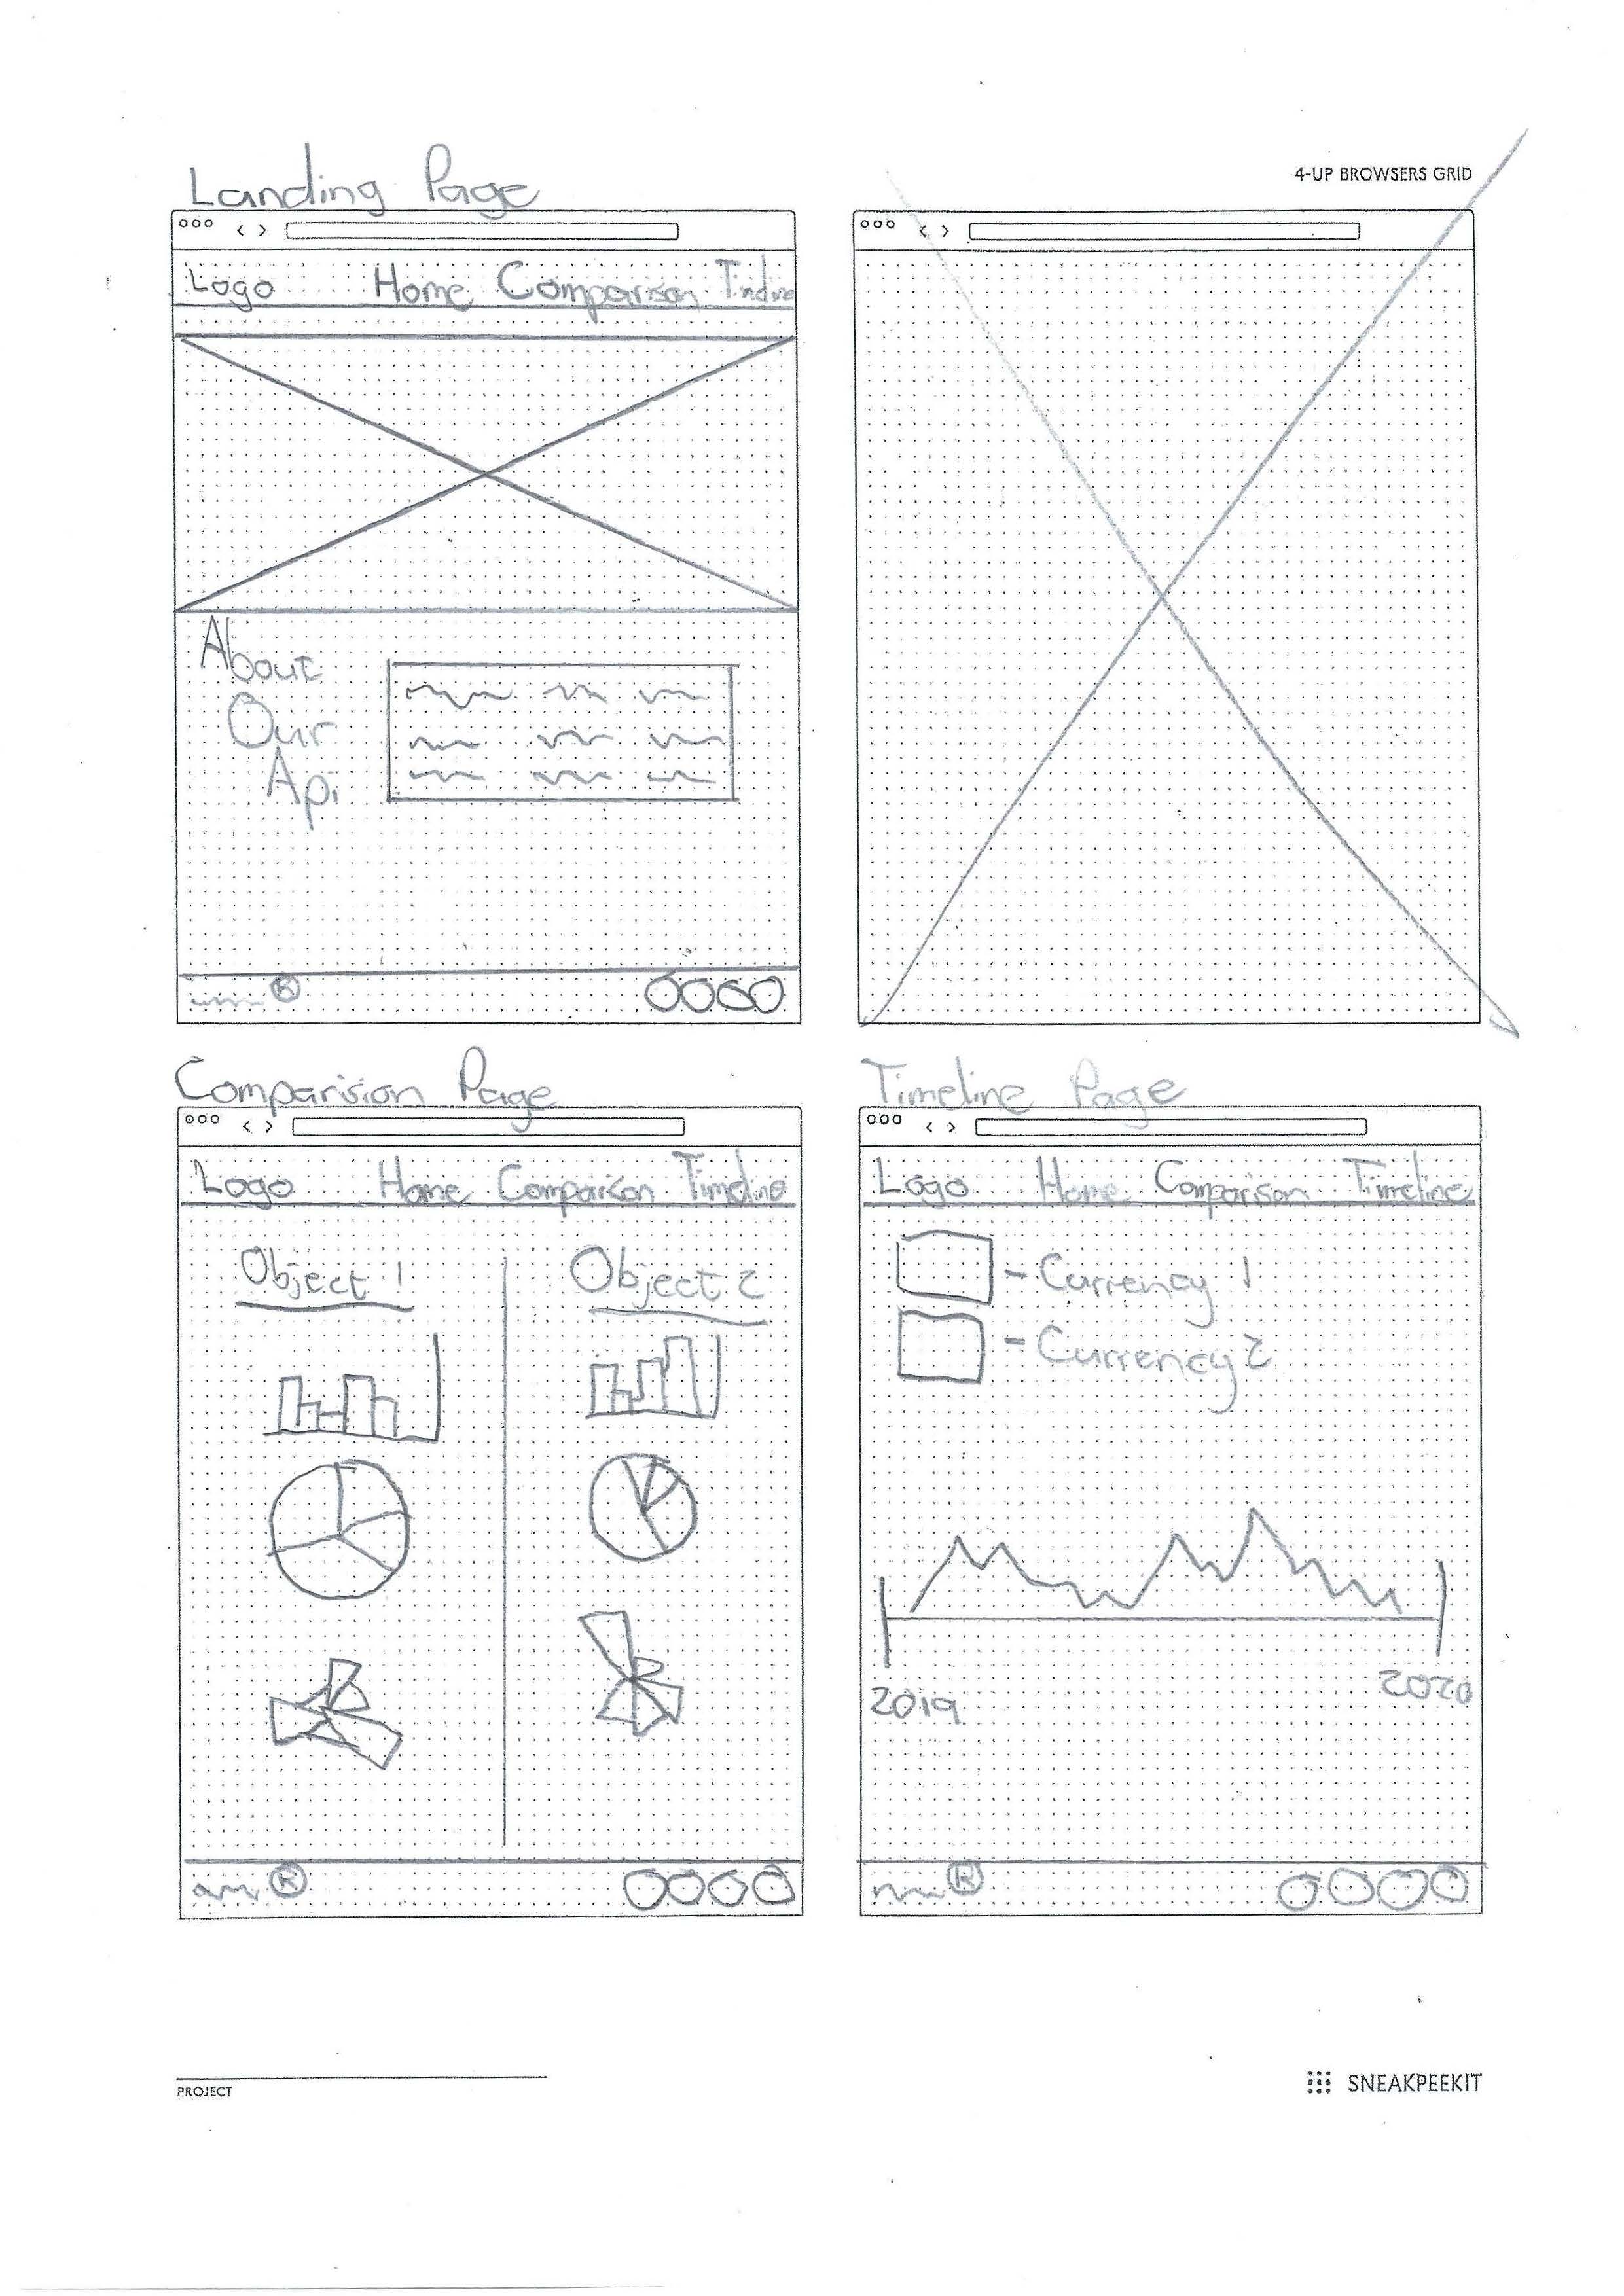 Landing Page
4-UP BROWSERS GRID
Logo Home Comparison
About
Our
Api
®
Comparision Page
Timeline Page
Logo Home Comparison Timeline
Logo Home Comparison Timeline
Object 1
Object 2
- Currency 1
- Currency 2
2019
2020
®
®
PROJECT
SNEAKPEEKIT